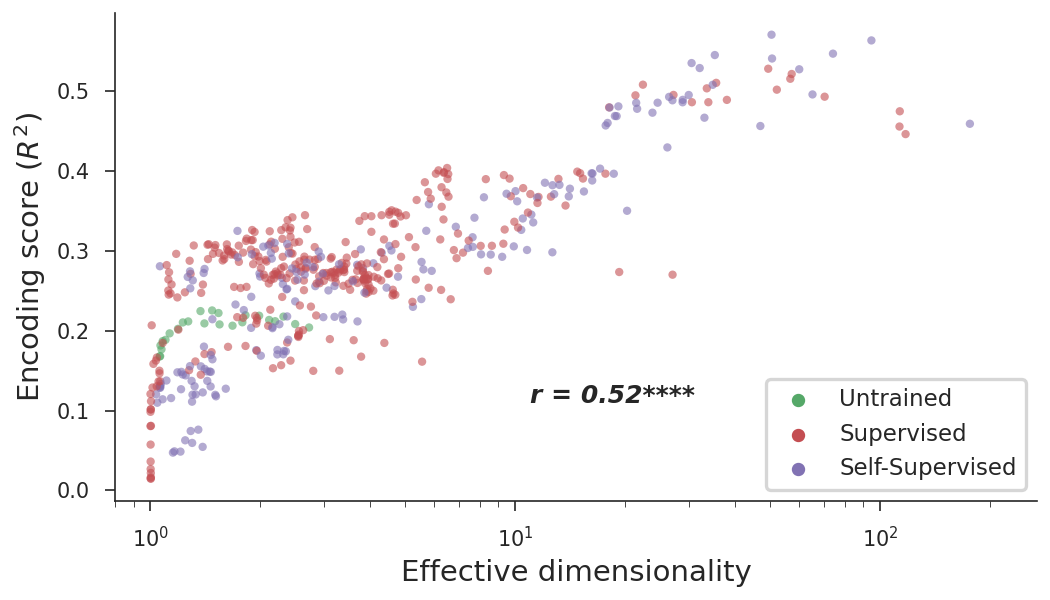 Encoding score (R²)
0.5
0.4
0.3
0.2
0.1
0.0
r = 0.52****
Untrained
Supervised
Self-Supervised
10⁰
10¹
10²
Effective dimensionality